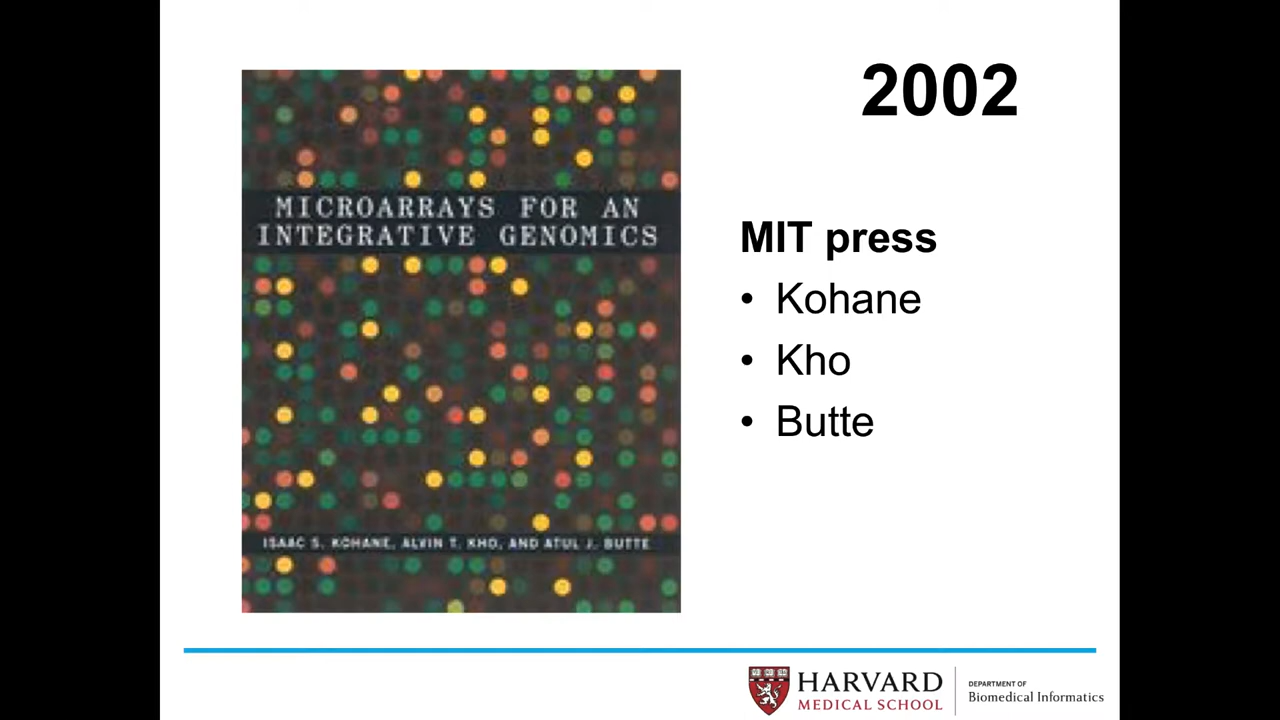 2002
MICROARRAYS FOR AN
INTEGRATIVE GENOMICS
ISAAC S. KOHANE, ALVIN T. KHO, AND ATUL J. BUTTE
MIT press
• Kohane
• Kho
• Butte
HARVARD
MEDICAL SCHOOL
DEPARTMENT OF
Biomedical Informatics